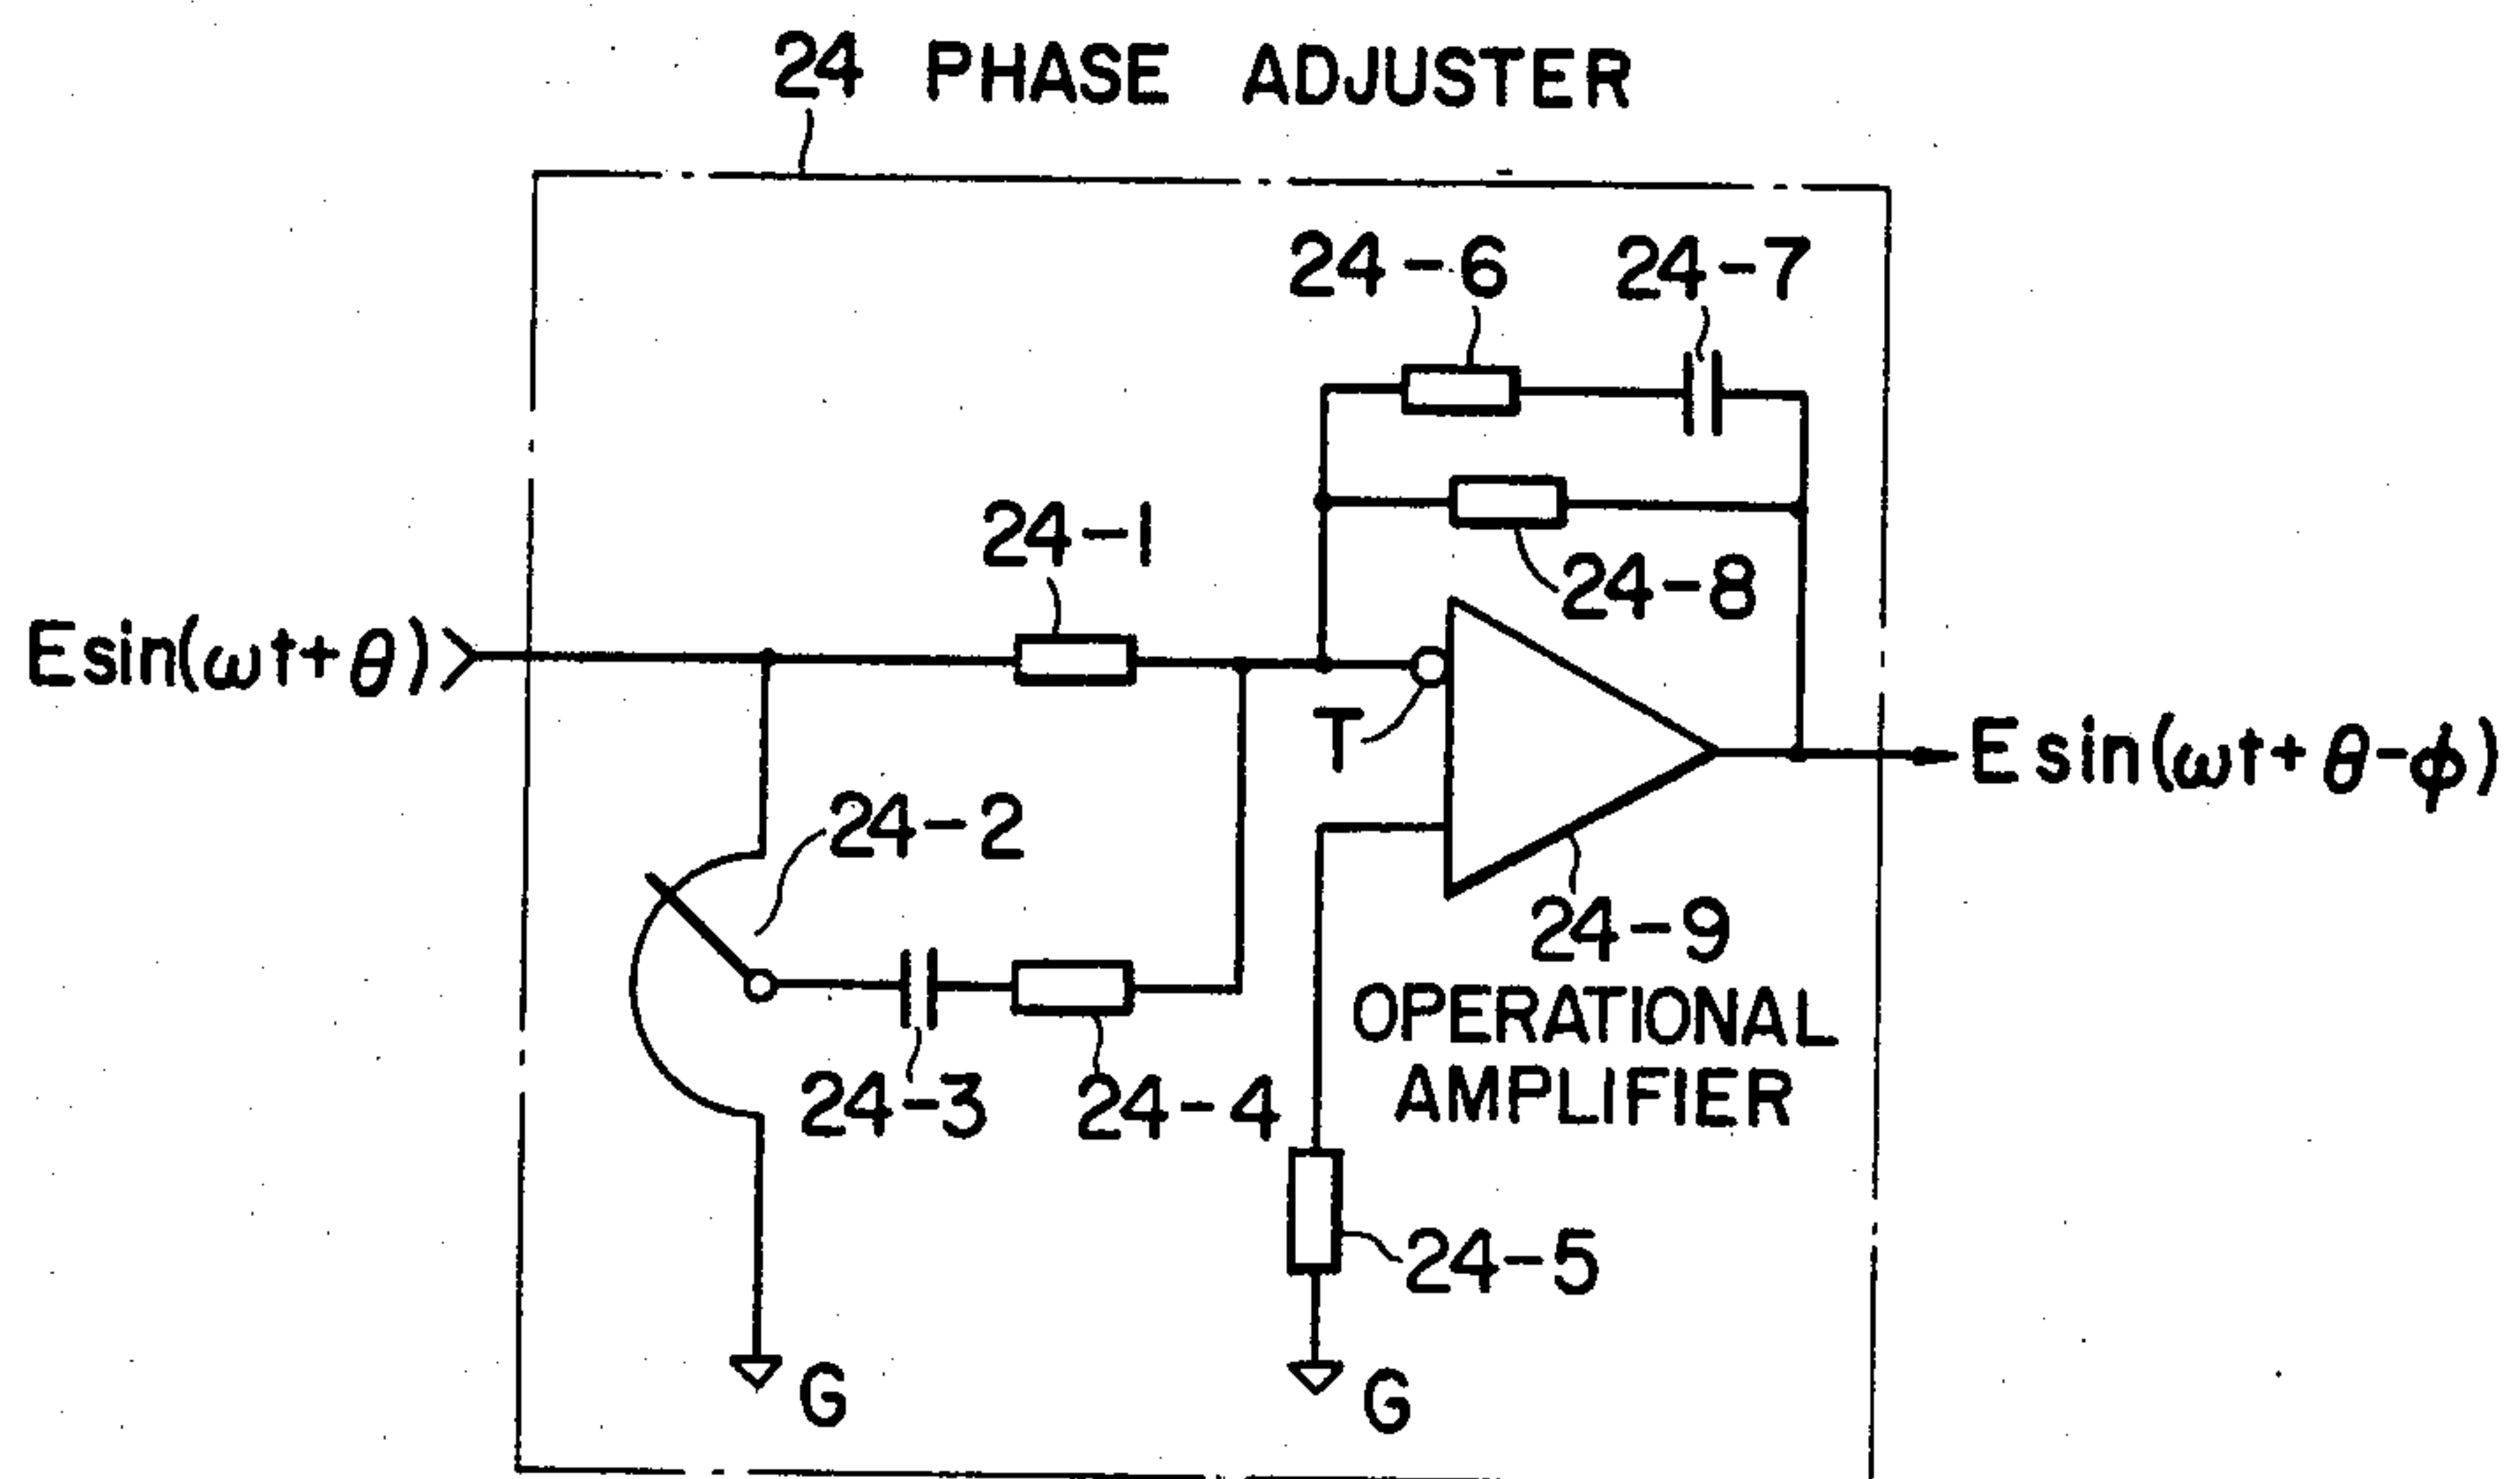 24 PHASE ADJUSTER
24-6
24-7
24-1
24-8
Esin(ωt+θ)
T
Esin(ωt+θ-ϕ)
24-2
24-9
OPERATIONAL
AMPLIFIER
24-3
24-4
24-5
G
G